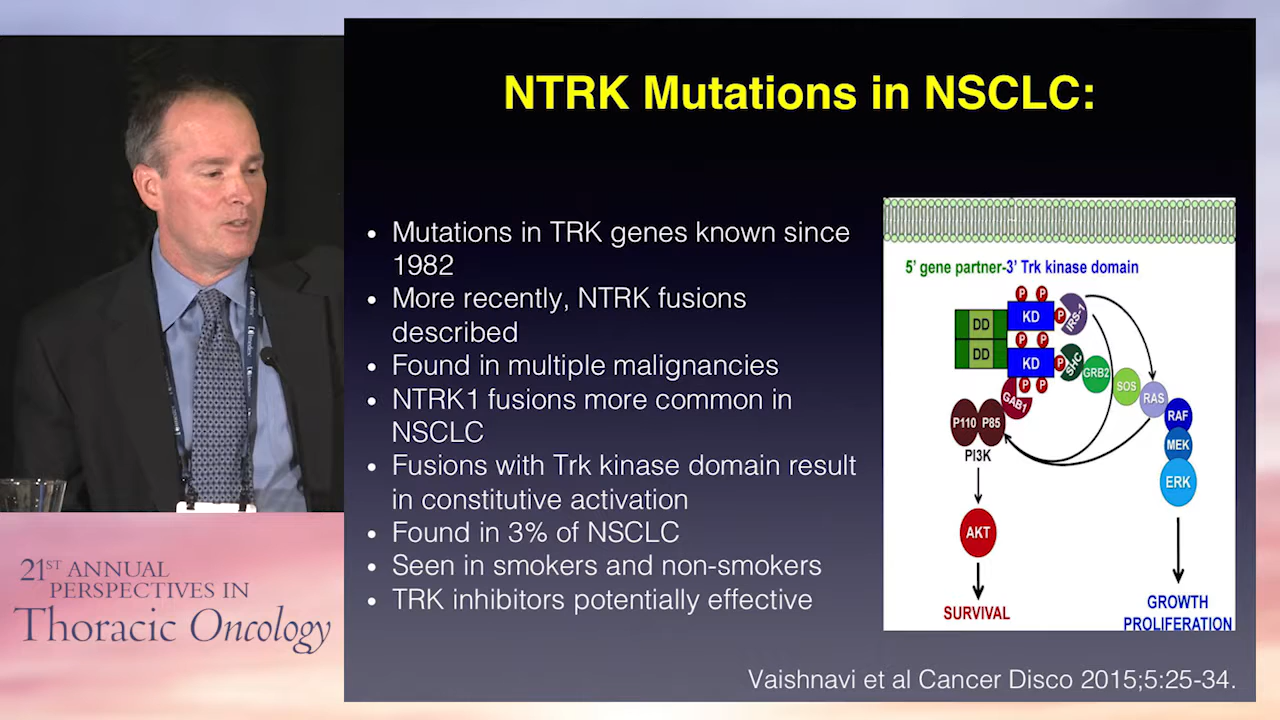 NTRK Mutations in NSCLC:
• Mutations in TRK genes known since
1982
• More recently, NTRK fusions
described
• Found in multiple malignancies
• NTRK1 fusions more common in
NSCLC
• Fusions with Trk kinase domain result
in constitutive activation
• Found in 3% of NSCLC
• Seen in smokers and non-smokers
• TRK inhibitors potentially effective
5’ gene partner-3’ Trk kinase domain
P P
DD KD P IRS-1
P P
DD KD P SHC GRB2 SOS RAS
P P
GAB1
P110 P85
PI3K
RAF
MEK
ERK
AKT
SURVIVAL
GROWTH
PROLIFERATION
Vaishnavi et al Cancer Disco 2015;5:25-34.
21ST ANNUAL
PERSPECTIVES IN
Thoracic Oncology